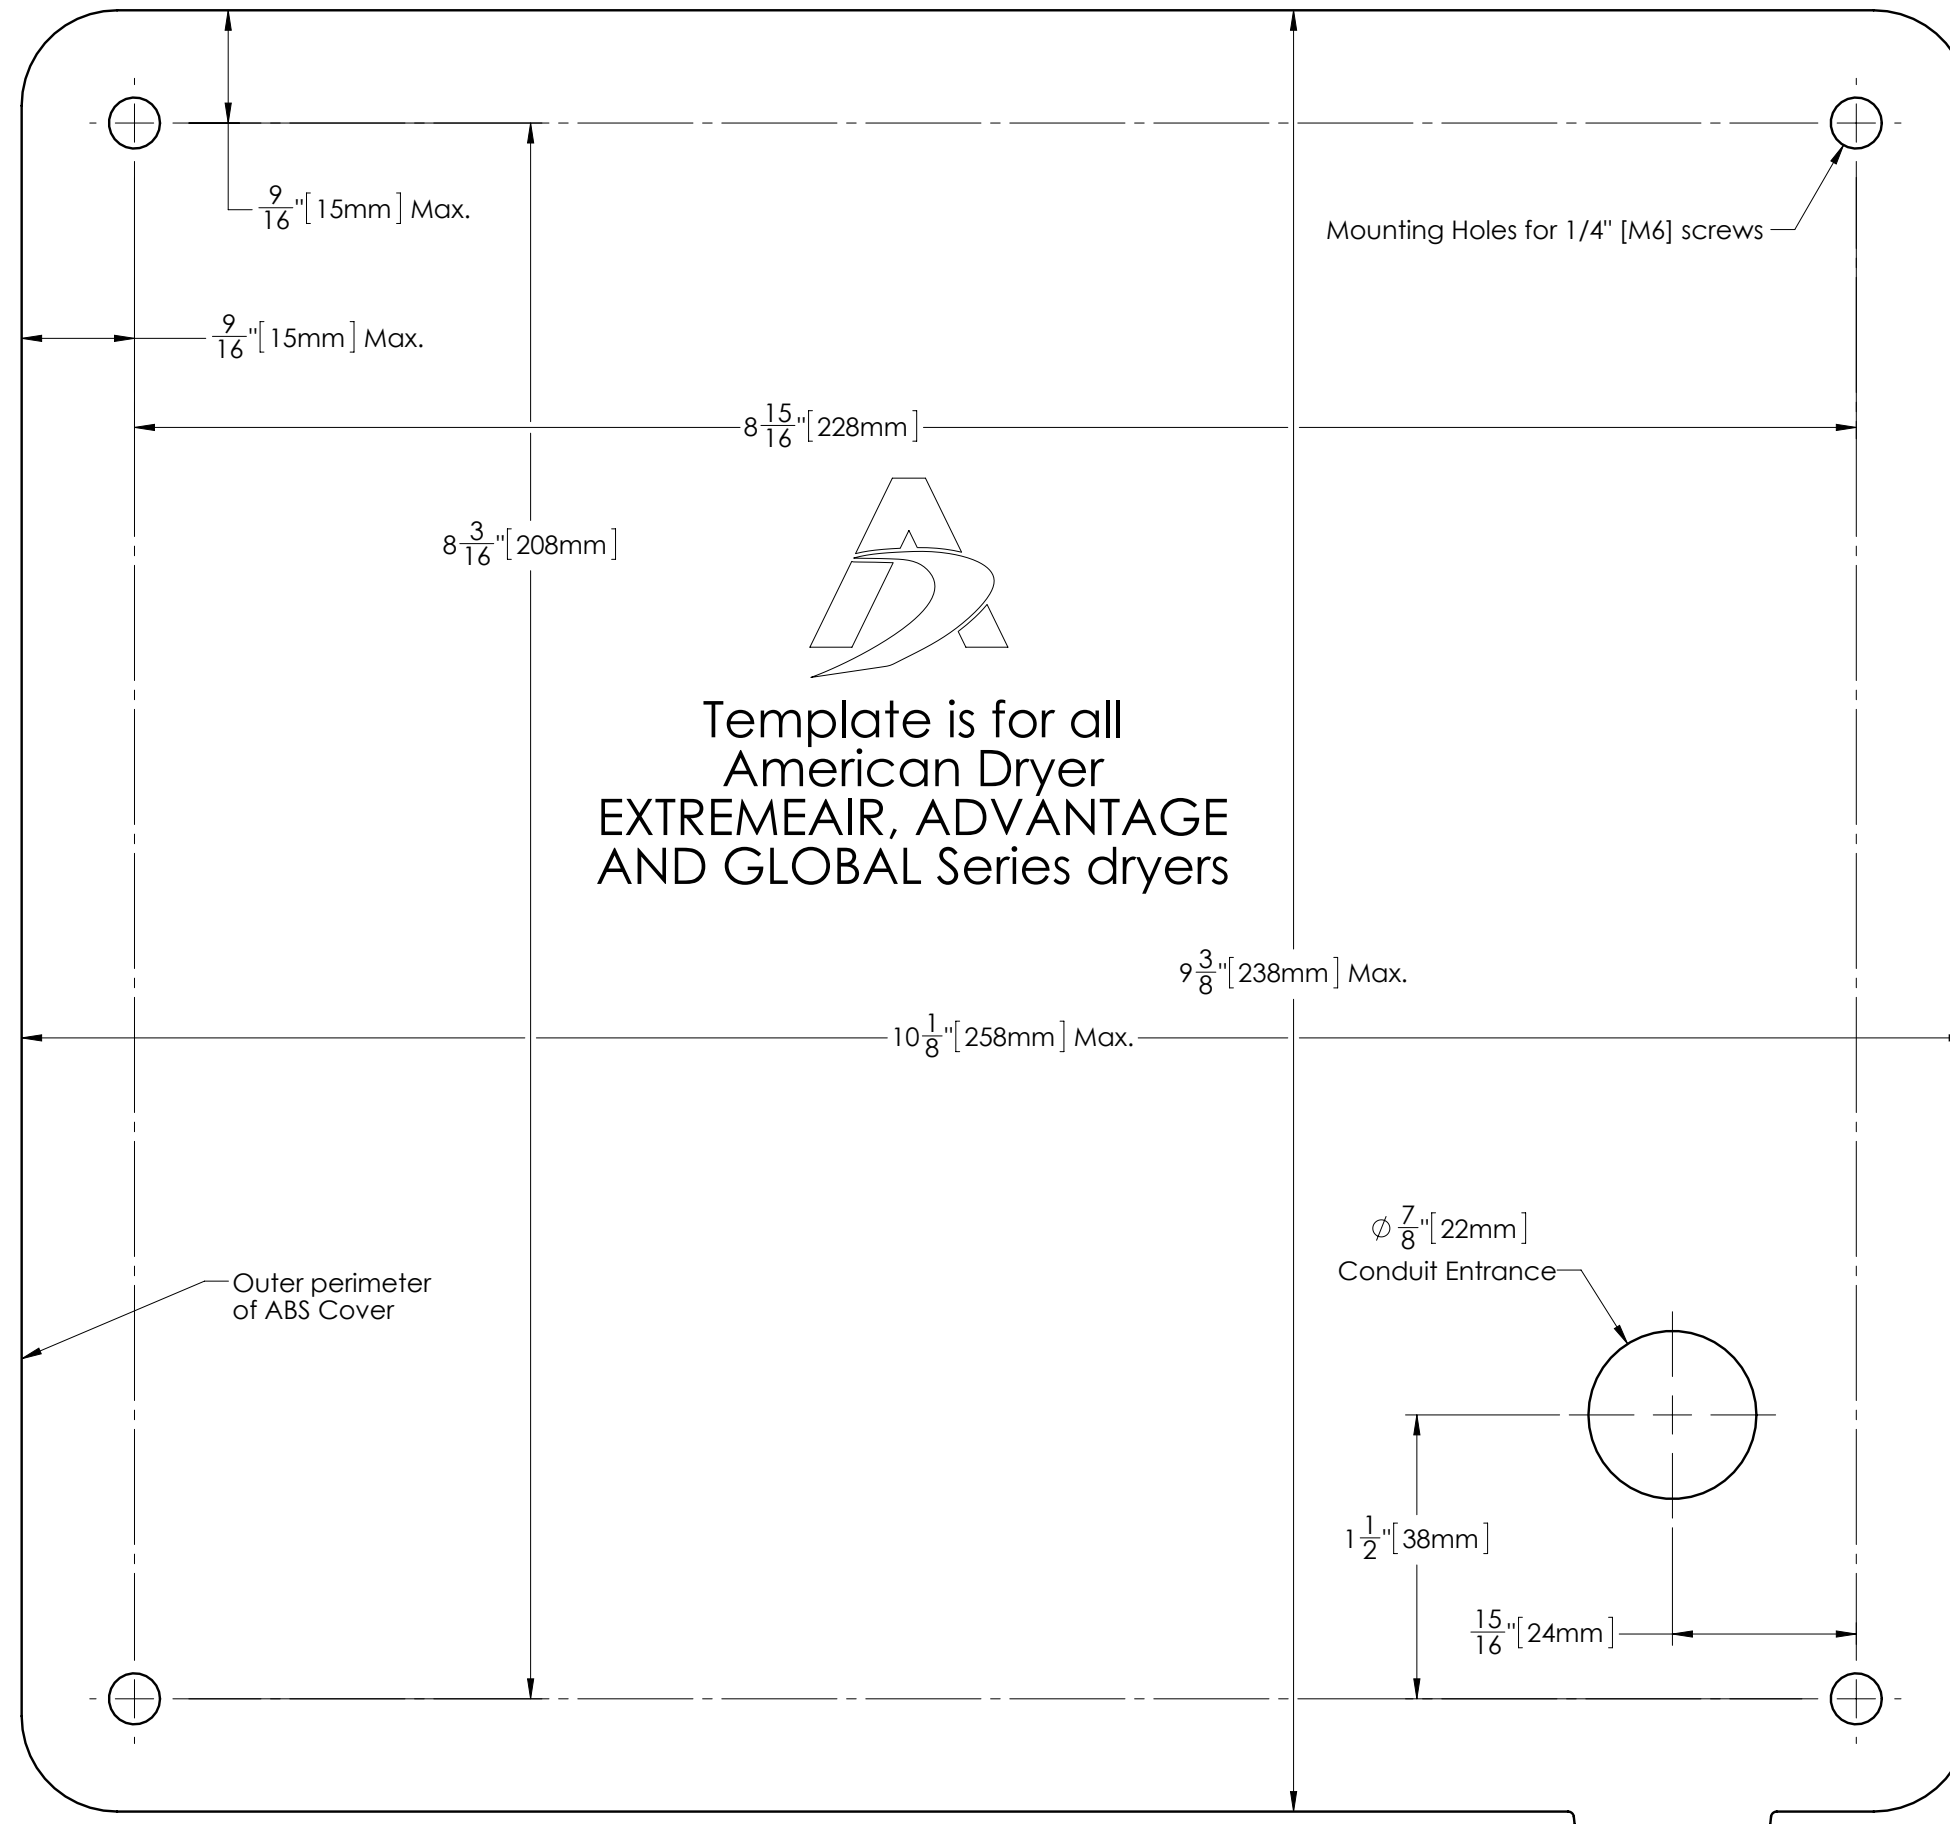 9/16"[15mm] Max.
Mounting Holes for 1/4" [M6] screws
9/16"[15mm] Max.
8 15/16"[228mm]
8 3/16"[208mm]
Template is for all
American Dryer
EXTREMEAIR, ADVANTAGE
AND GLOBAL Series dryers
9 3/8"[238mm] Max.
10 1/8"[258mm] Max.
⌀ 7/8"[22mm]
Conduit Entrance
Outer perimeter
of ABS Cover
1 1/2"[38mm]
15/16"[24mm]